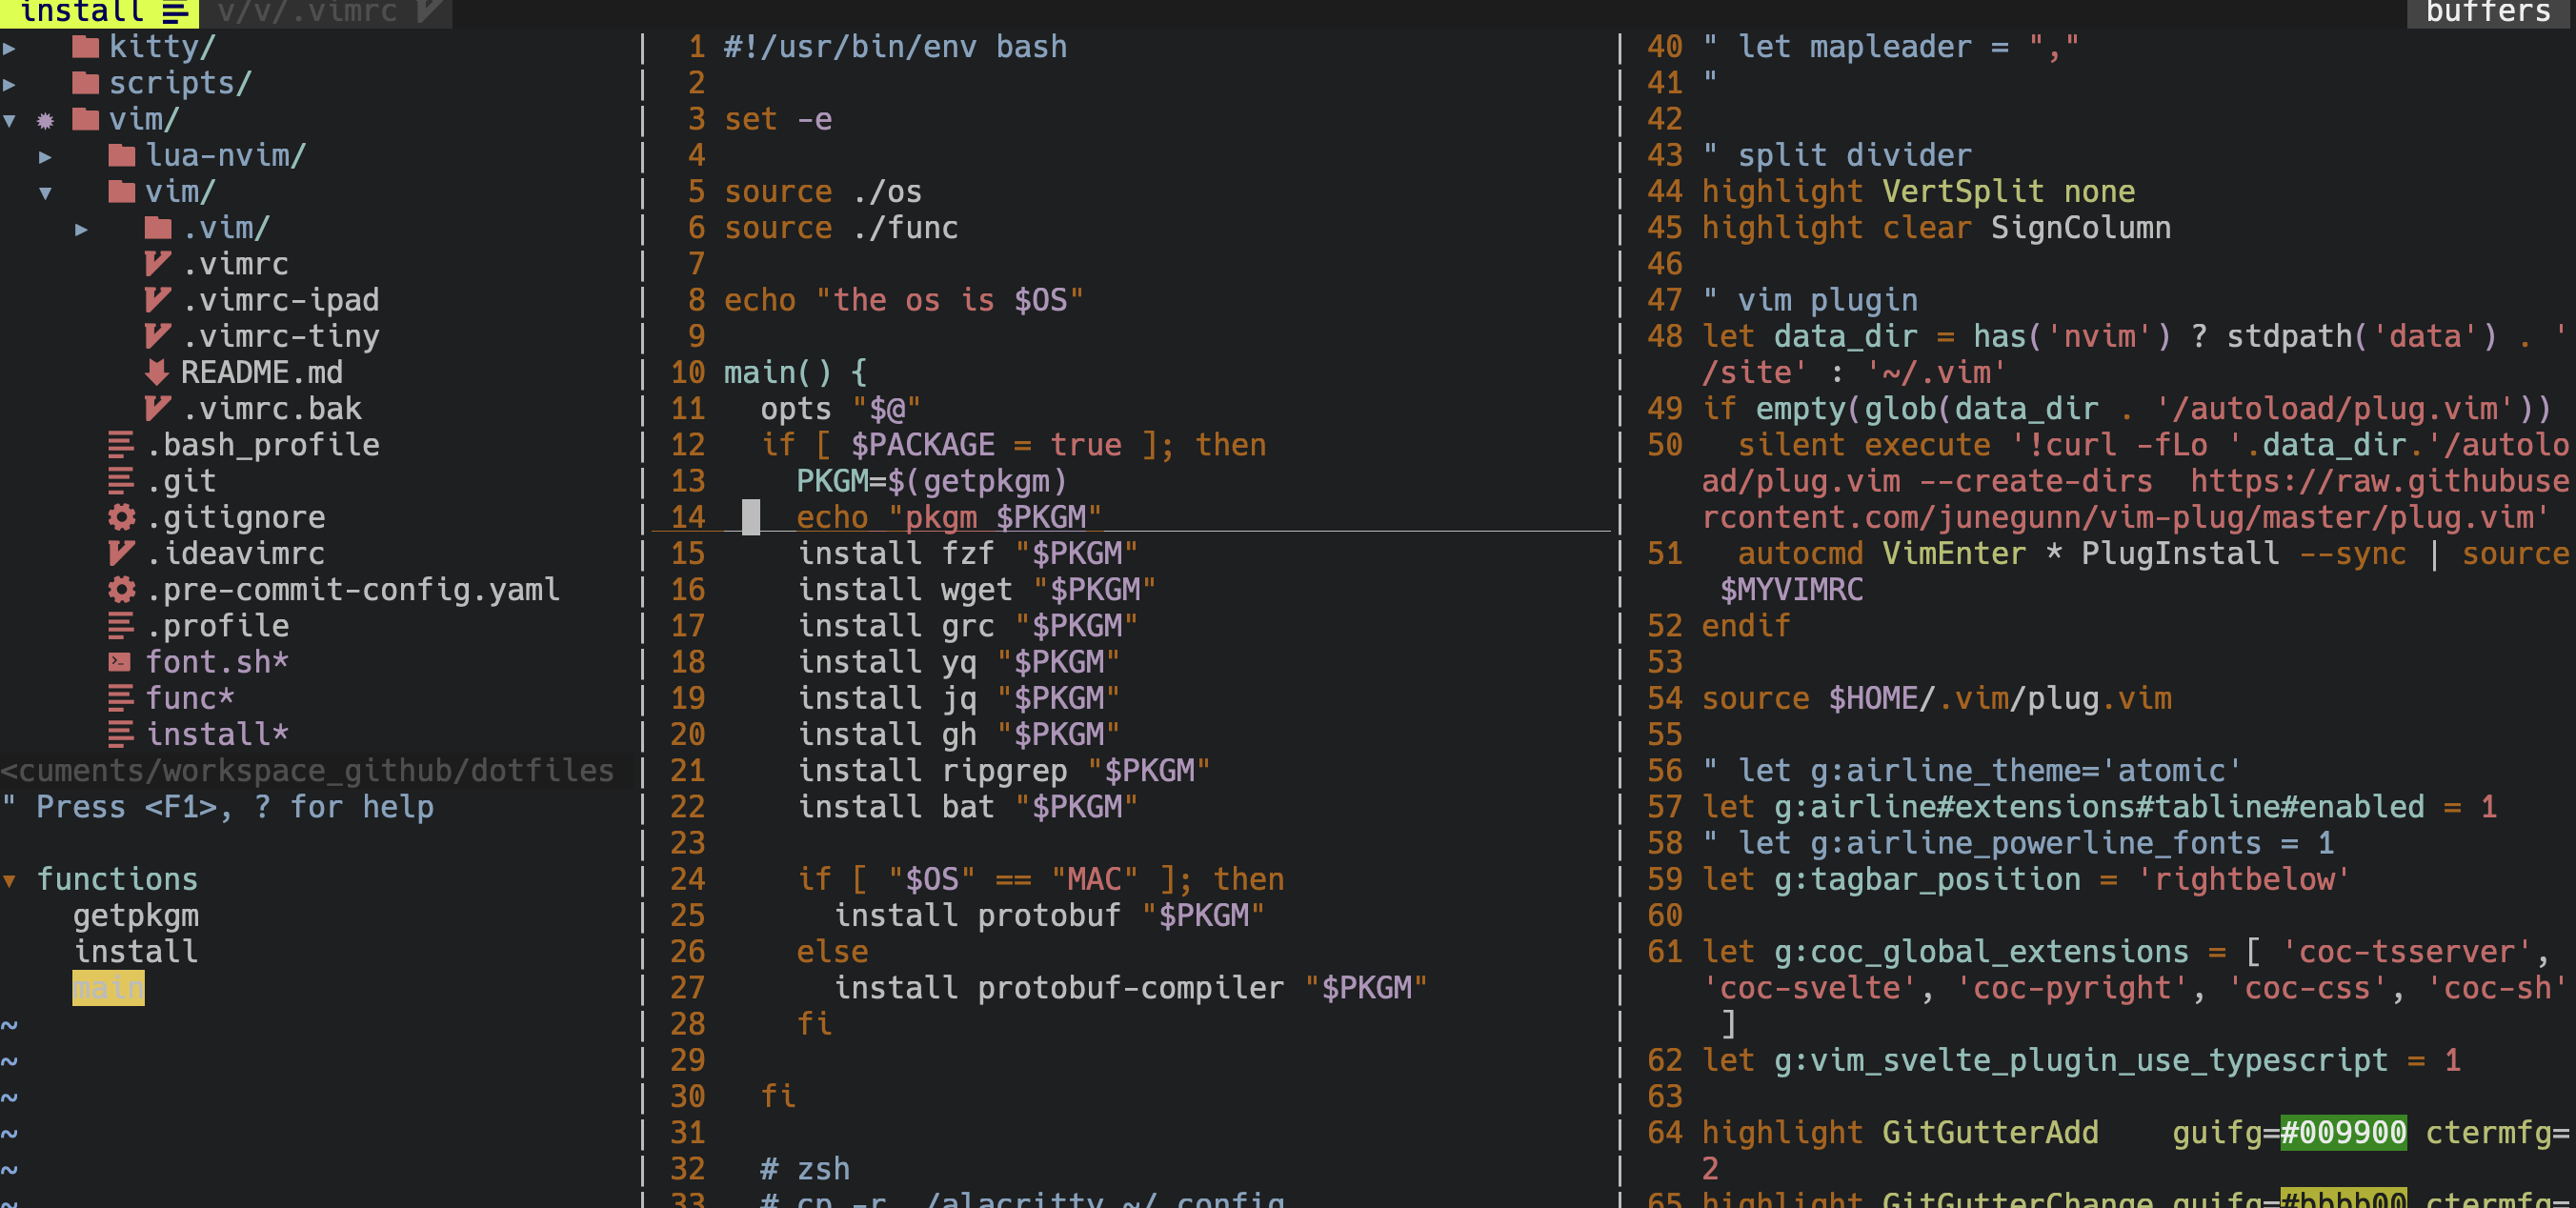 install
v/v/.vimrc
buffers
kitty/
scripts/
vim/
lua-nvim/
vim/
.vim/
.vimrc
.vimrc-ipad
.vimrc-tiny
README.md
.vimrc.bak
.bash_profile
.git
.gitignore
.ideavimrc
.pre-commit-config.yaml
.profile
font.sh*
func*
install*
<cuments/workspace_github/dotfiles
" Press <F1>, ? for help
functions
getpkgm
install
main
~
~
~
~
~
~
1 #!/usr/bin/env bash
2
3 set -e
4
5 source ./os
6 source ./func
7
8 echo "the os is $OS"
9
10 main() {
11   opts "$@"
12   if [ $PACKAGE = true ]; then
13     PKGM=$(getpkgm)
14     echo "pkgm $PKGM"
15     install fzf "$PKGM"
16     install wget "$PKGM"
17     install grc "$PKGM"
18     install yq "$PKGM"
19     install jq "$PKGM"
20     install gh "$PKGM"
21     install ripgrep "$PKGM"
22     install bat "$PKGM"
23
24     if [ "$OS" == "MAC" ]; then
25       install protobuf "$PKGM"
26     else
27       install protobuf-compiler "$PKGM"
28     fi
29
30   fi
31
32   # zsh
33   # cp -r ./alacritty ~/.config
40 " let mapleader = ","
41 "
42
43 " split divider
44 highlight VertSplit none
45 highlight clear SignColumn
46
47 " vim plugin
48 let data_dir = has('nvim') ? stdpath('data') . '
/site' : '~/.vim'
49 if empty(glob(data_dir . '/autoload/plug.vim'))
50   silent execute '!curl -fLo '.data_dir.'/autolo
ad/plug.vim --create-dirs  https://raw.githubuse
rcontent.com/junegunn/vim-plug/master/plug.vim'
51   autocmd VimEnter * PlugInstall --sync | source
$MYVIMRC
52 endif
53
54 source $HOME/.vim/plug.vim
55
56 " let g:airline_theme='atomic'
57 let g:airline#extensions#tabline#enabled = 1
58 " let g:airline_powerline_fonts = 1
59 let g:tagbar_position = 'rightbelow'
60
61 let g:coc_global_extensions = [ 'coc-tsserver',
'coc-svelte', 'coc-pyright', 'coc-css', 'coc-sh'
]
62 let g:vim_svelte_plugin_use_typescript = 1
63
64 highlight GitGutterAdd    guifg=#009900 ctermfg=
2
65 highlight GitGutterChange guifg=#bbbb00 ctermfg=